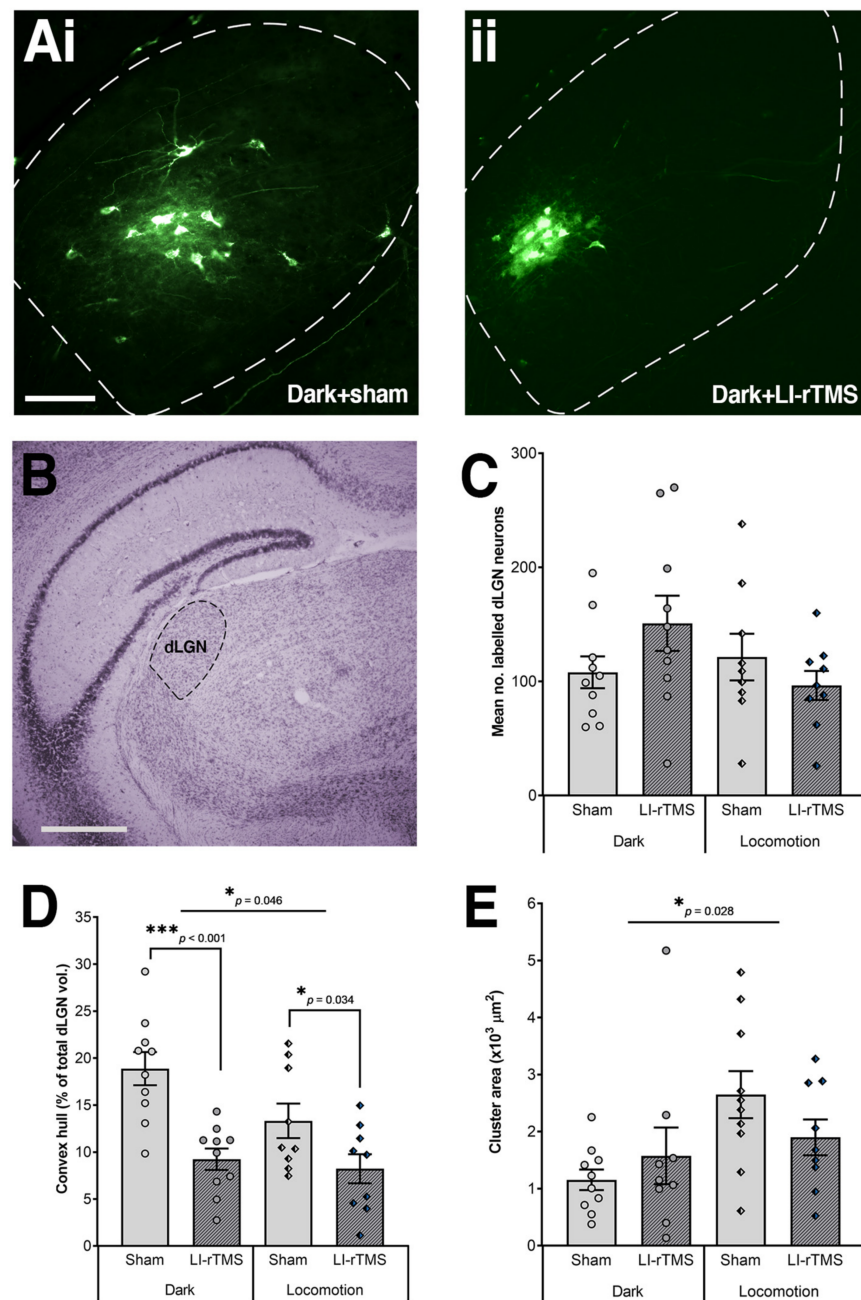 Ai
Dark+sham
ii
Dark+LI-rTMS
B
dLGN
C
Mean no. labelled dLGN neurons
300
200
100
0
Sham
LI-rTMS
Sham
LI-rTMS
Dark
Locomotion
D
Convex hull (% of total dLGN vol.)
35
30
25
20
15
10
5
0
*
p = 0.046
***
p < 0.001
*
p = 0.034
Sham
LI-rTMS
Sham
LI-rTMS
Dark
Locomotion
E
Cluster area (x10³ μm²)
6
5
4
3
2
1
0
*
p = 0.028
Sham
LI-rTMS
Sham
LI-rTMS
Dark
Locomotion